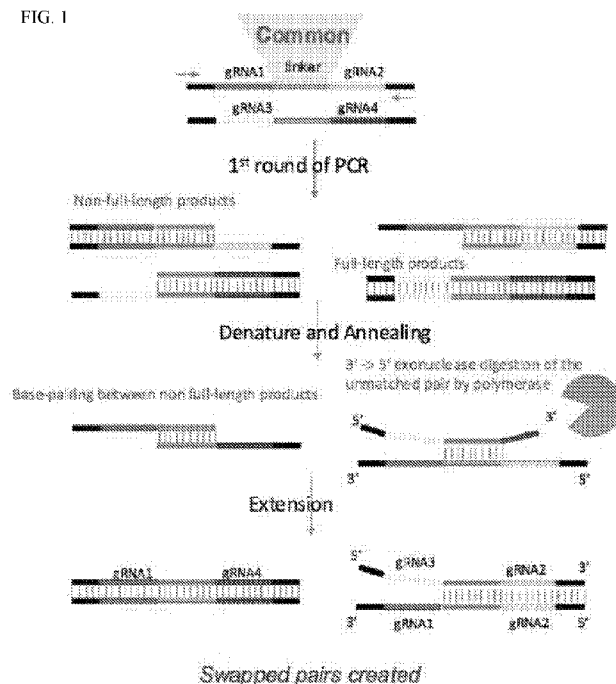 FIG. 1
Common
linker
gRNA1 gRNA2
gRNA3 gRNA4
1st round of PCR
Non-full-length products
Full-length products
Denature and Annealing
Base-pairing between non full-length products
3' -> 5' exonuclease digestion of the
unmatched pair by polymerase
5' 3'
3' 5'
Extension
gRNA1 gRNA4
5' gRNA3 gRNA2 3'
3' gRNA1 gRNA2 5'
Swapped pairs created